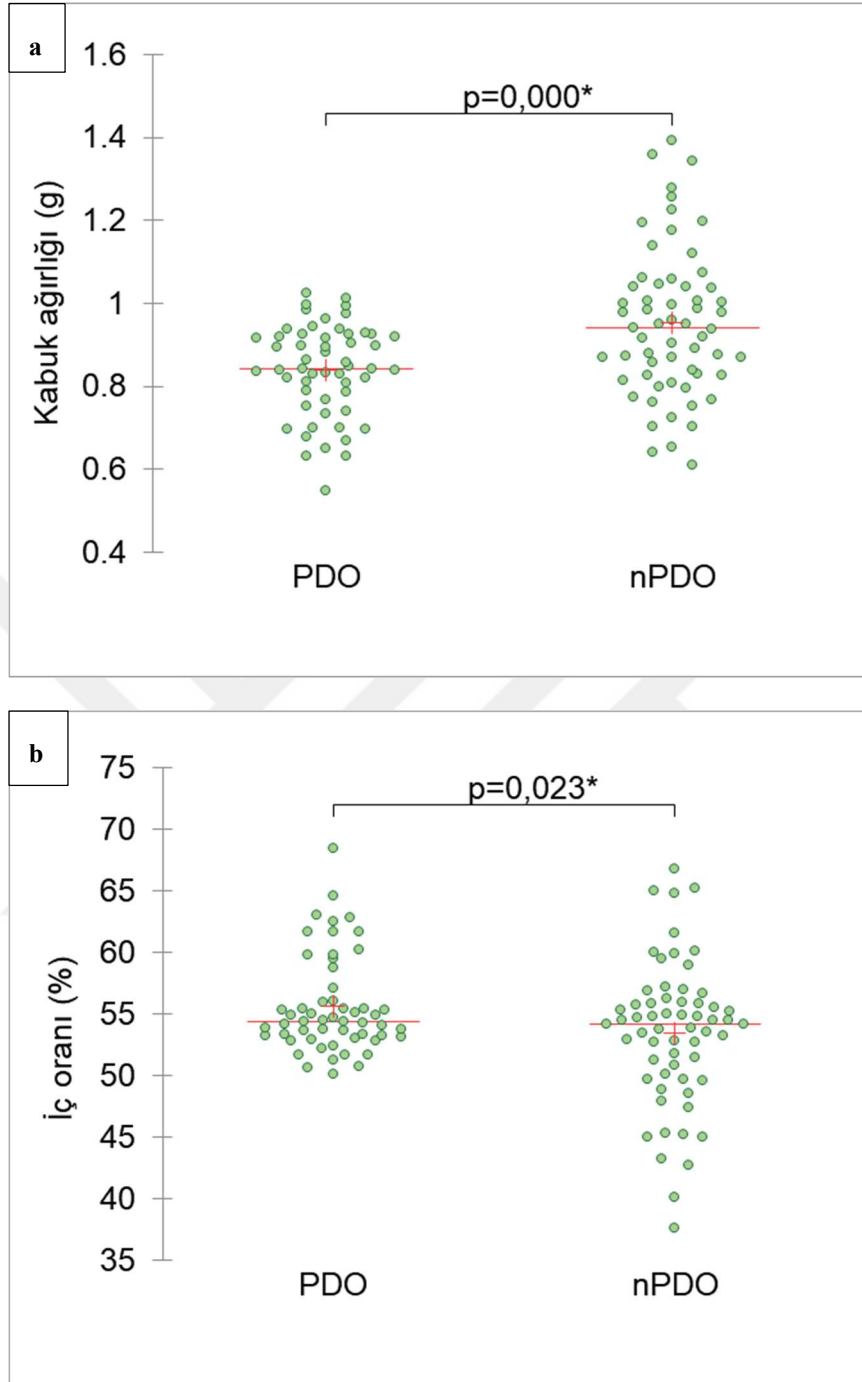 a
p=0,000*
Kabuk ağırlığı (g)
1.6
1.4
1.2
1
0.8
0.6
0.4
PDO
nPDO
b
p=0,023*
İç oranı (%)
75
70
65
60
55
50
45
40
35
PDO
nPDO